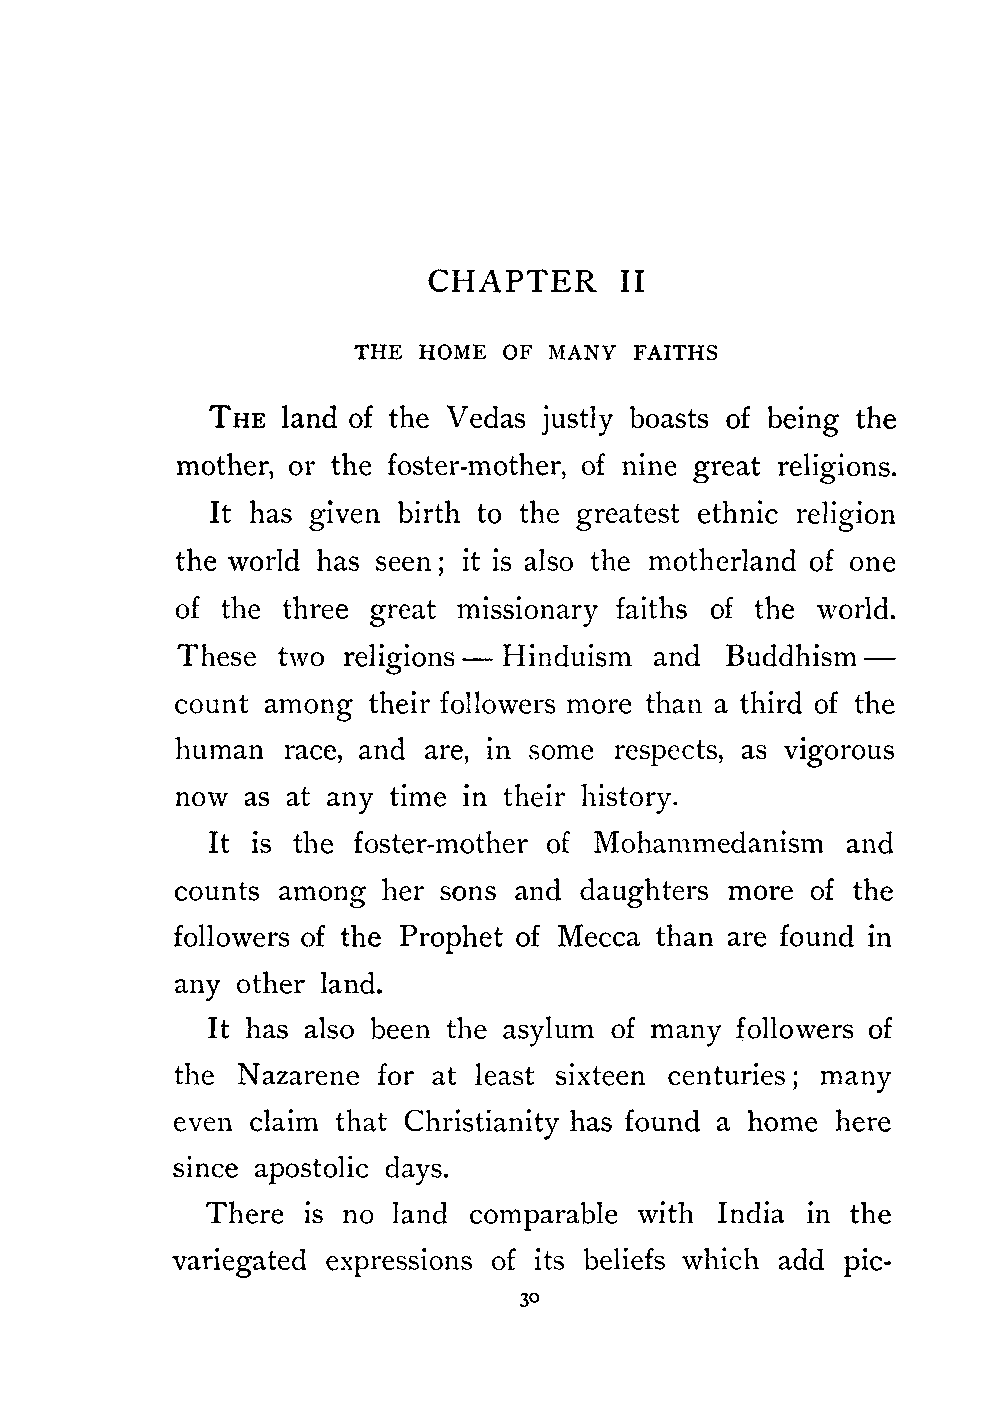 CHAPTER II
THE HOME OF MANY FAITHS
THE land of the Vedas justly boasts of being the
mother, or the foster-mother, of nine great religions.
It has given birth to the greatest ethnic religion
the world has seen; it is also the motherland of one
of the three great missionary faiths of the world.
These two religions — Hinduism and Buddhism —
count among their followers more than a third of the
human race, and are, in some respects, as vigorous
now as at any time in their history.
It is the foster-mother of Mohammedanism and
counts among her sons and daughters more of the
followers of the Prophet of Mecca than are found in
any other land.
It has also been the asylum of many followers of
the Nazarene for at least sixteen centuries; many
even claim that Christianity has found a home here
since apostolic days.
There is no land comparable with India in the
variegated expressions of its beliefs which add pic-
30